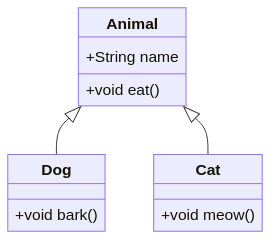 Animal
+String name
+void eat()
Dog
Cat
+void bark()
+void meow()